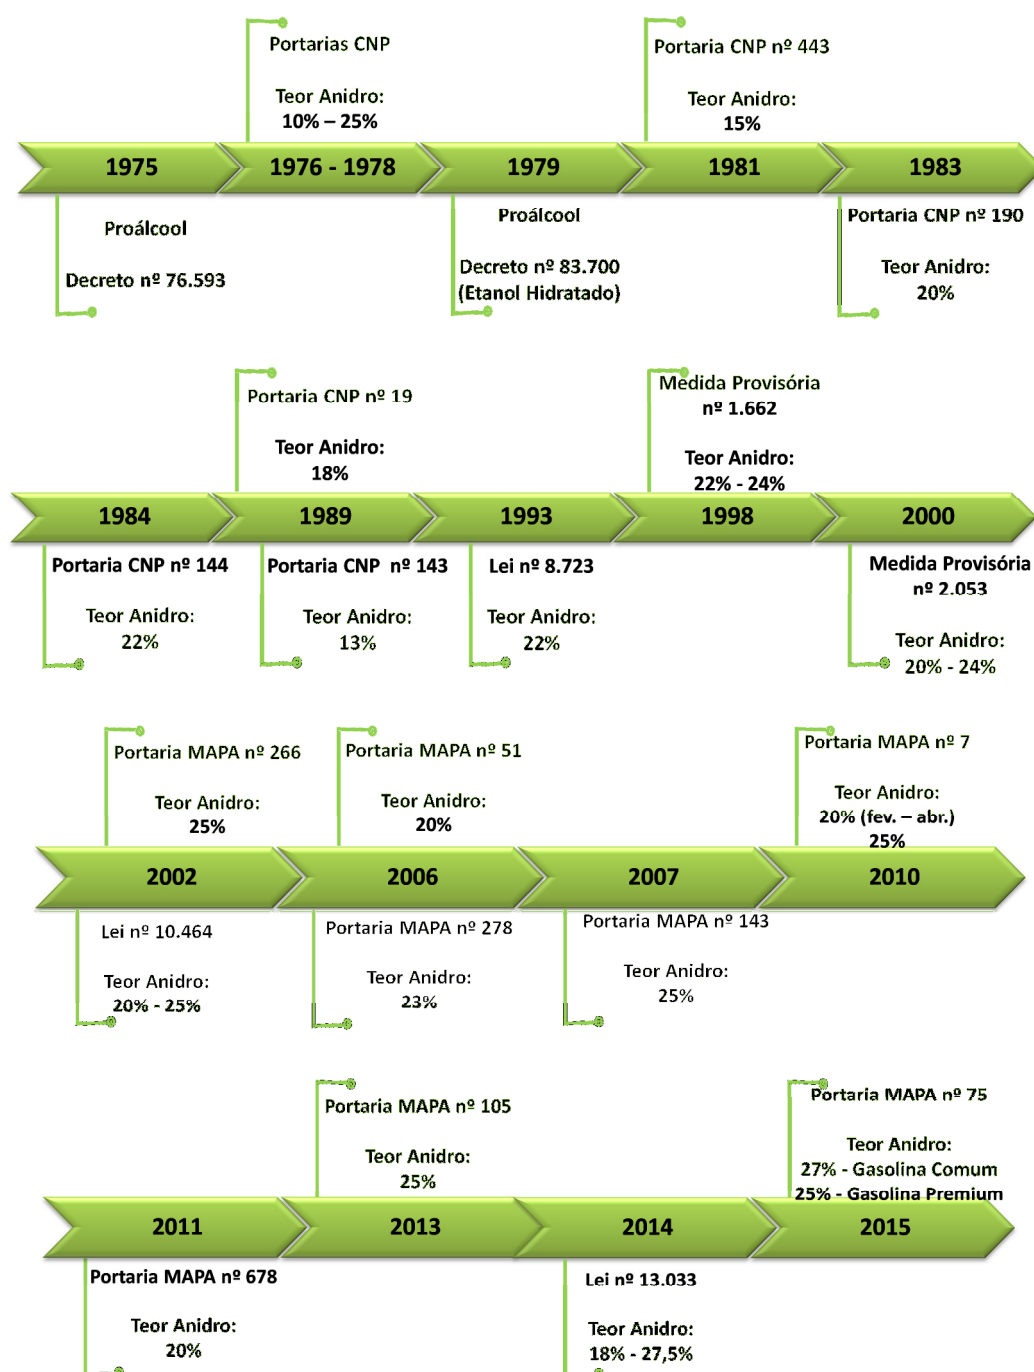 Portarias CNP
Teor Anidro:
10% – 25%
Portaria CNP nº 443
Teor Anidro:
15%
1975
1976 - 1978
1979
1981
1983
Proálcool
Decreto nº 76.593
Proálcool
Decreto nº 83.700
(Etanol Hidratado)
Portaria CNP nº 190
Teor Anidro:
20%
Portaria CNP nº 19
Teor Anidro:
18%
Medida Provisória
nº 1.662
Teor Anidro:
22% - 24%
1984
1989
1993
1998
2000
Portaria CNP nº 144
Teor Anidro:
22%
Portaria CNP nº 143
Teor Anidro:
13%
Lei nº 8.723
Teor Anidro:
22%
Medida Provisória
nº 2.053
Teor Anidro:
20% - 24%
Portaria MAPA nº 266
Teor Anidro:
25%
Portaria MAPA nº 51
Teor Anidro:
20%
Portaria MAPA nº 7
Teor Anidro:
20% (fev. – abr.)
25%
2002
2006
2007
2010
Lei nº 10.464
Teor Anidro:
20% - 25%
Portaria MAPA nº 278
Teor Anidro:
23%
Portaria MAPA nº 143
Teor Anidro:
25%
Portaria MAPA nº 105
Teor Anidro:
25%
Portaria MAPA nº 75
Teor Anidro:
27% - Gasolina Comum
25% - Gasolina Premium
2011
2013
2014
2015
Portaria MAPA nº 678
Teor Anidro:
20%
Lei nº 13.033
Teor Anidro:
18% - 27,5%